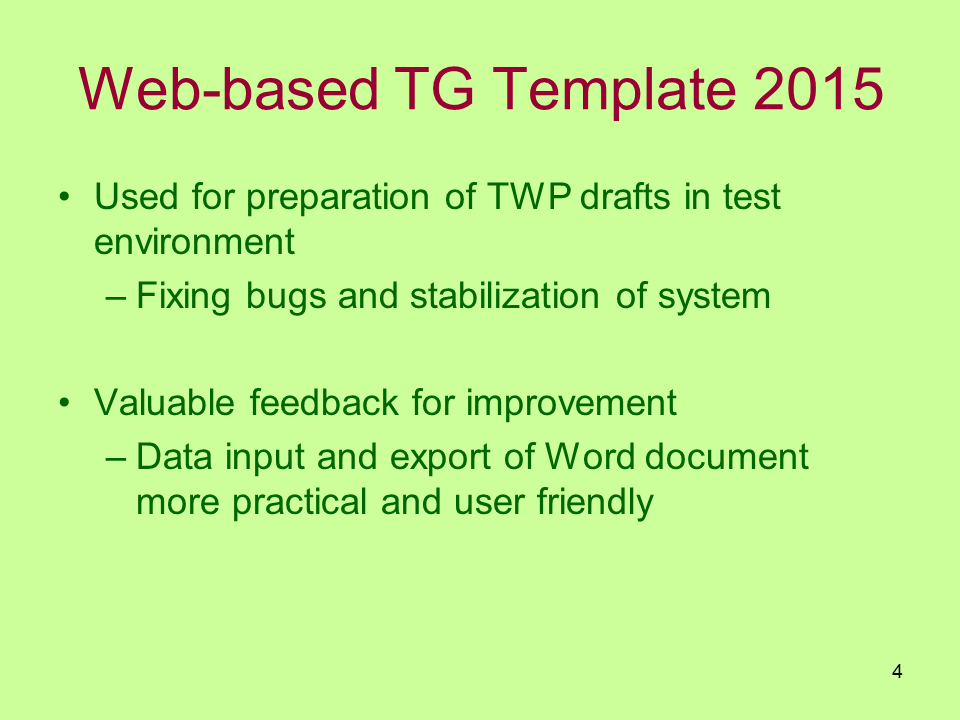 Web-based TG Template 2015
• Used for preparation of TWP drafts in test
environment
– Fixing bugs and stabilization of system
• Valuable feedback for improvement
– Data input and export of Word document
more practical and user friendly
4